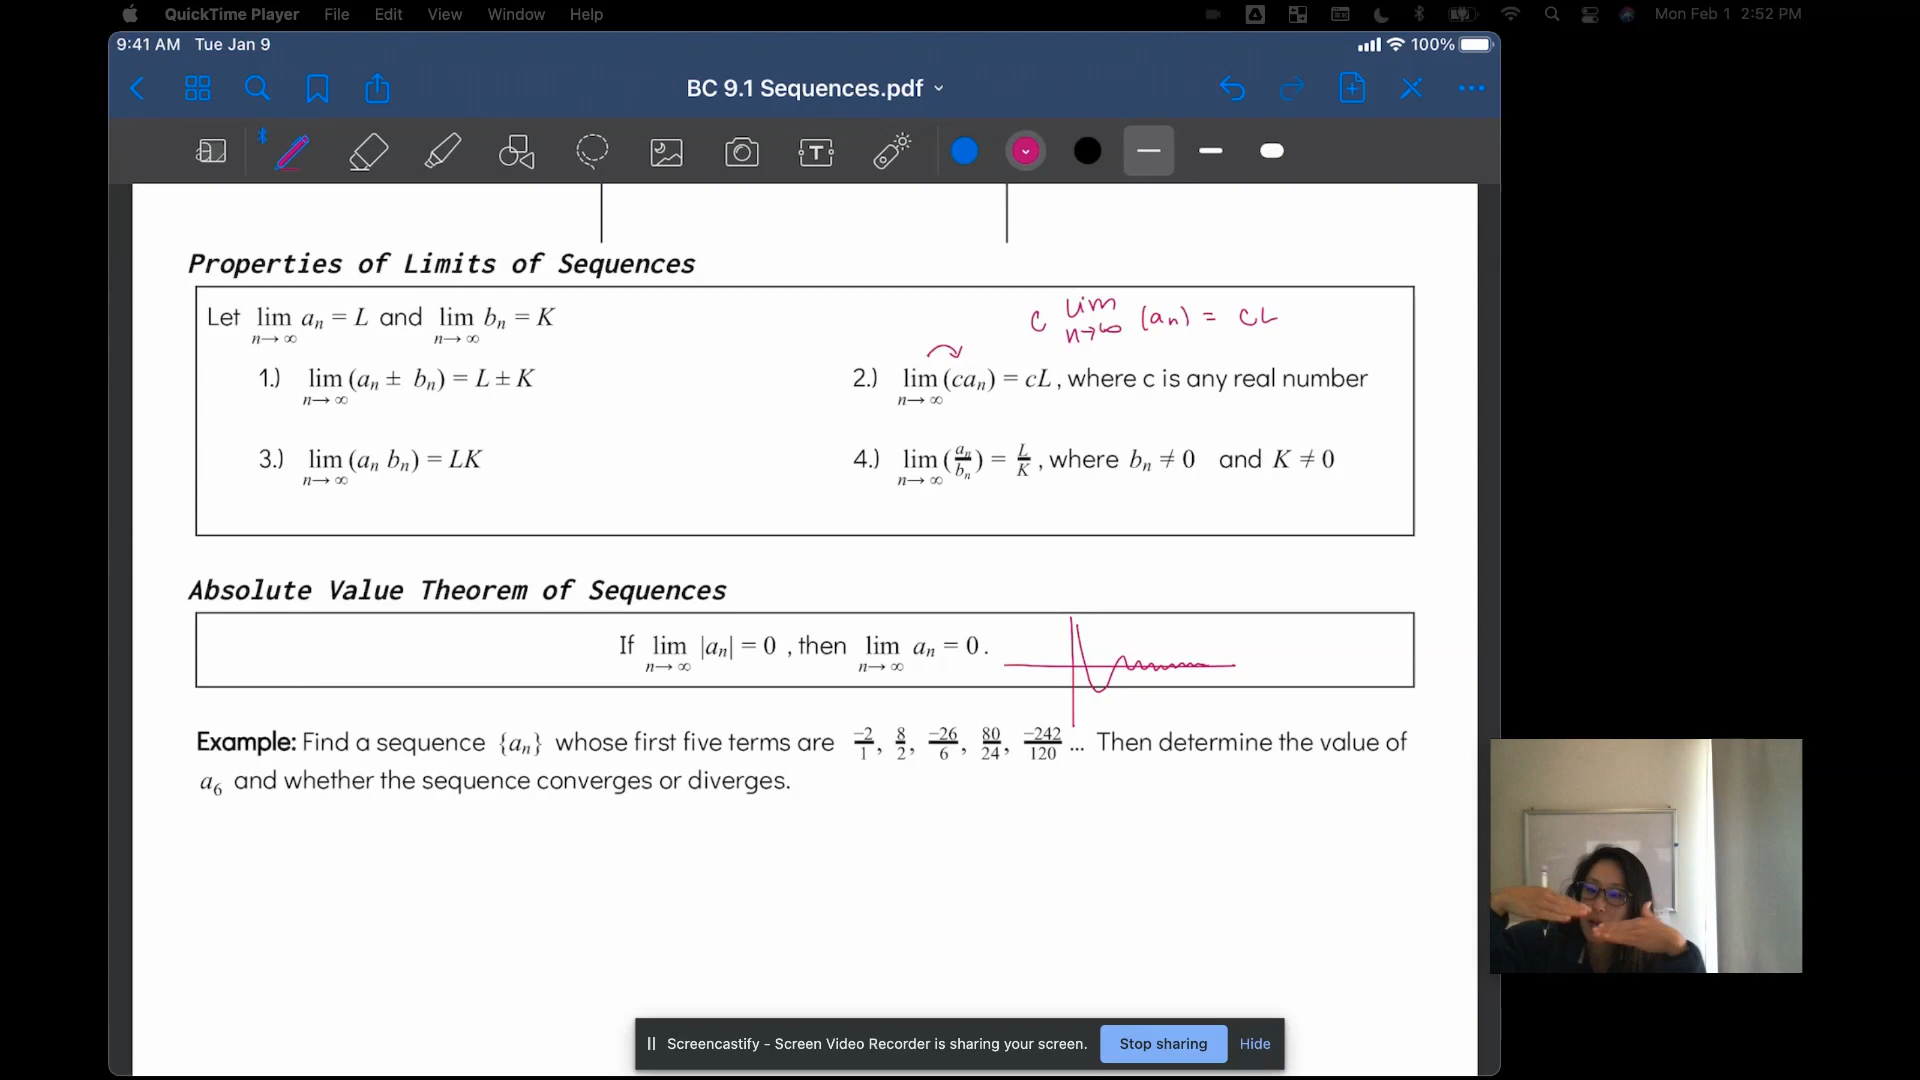 QuickTime Player File Edit View Window Help Mon Feb 1 2:52 PM
9:41 AM Tue Jan 9 100%
BC 9.1 Sequences.pdf
T
Properties of Limits of Sequences
Let lim n→∞ aₙ = L and lim n→∞ bₙ = K
c lim n→∞ (aₙ) = cL
1.) lim n→∞ (aₙ ± bₙ) = L ± K
2.) lim n→∞ (caₙ) = cL, where c is any real number
3.) lim n→∞ (aₙ bₙ) = LK
4.) lim n→∞ (aₙ/bₙ) = L/K, where bₙ ≠ 0 and K ≠ 0
Absolute Value Theorem of Sequences
If lim n→∞ |aₙ| = 0 , then lim n→∞ aₙ = 0.
Example: Find a sequence {aₙ} whose first five terms are −2/1, 8/2, −26/6, 80/24, −242/120 ... Then determine the value of
a₆ and whether the sequence converges or diverges.
Screencastify - Screen Video Recorder is sharing your screen. Stop sharing Hide